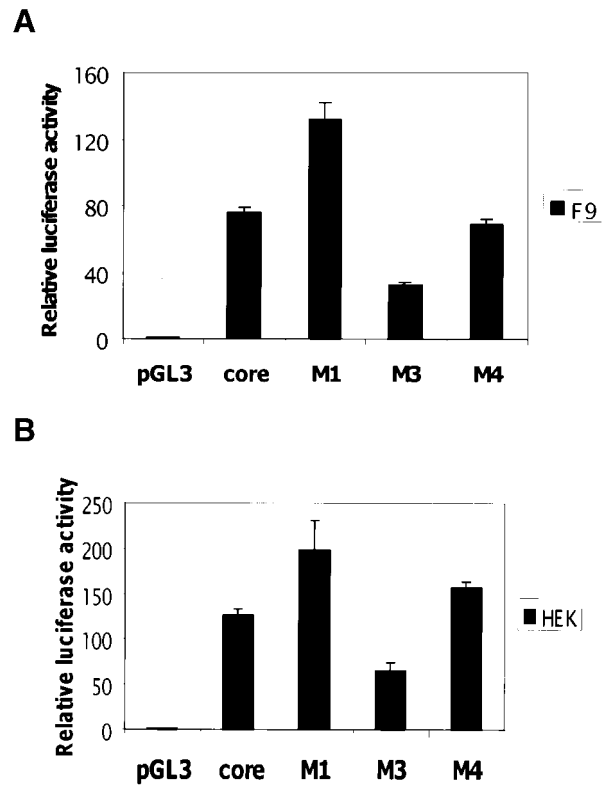 A
Relative luciferase activity
160
120
80
40
0
pGL3 core M1 M3 M4
F9
B
Relative luciferase activity
250
200
150
100
50
0
pGL3 core M1 M3 M4
HEK